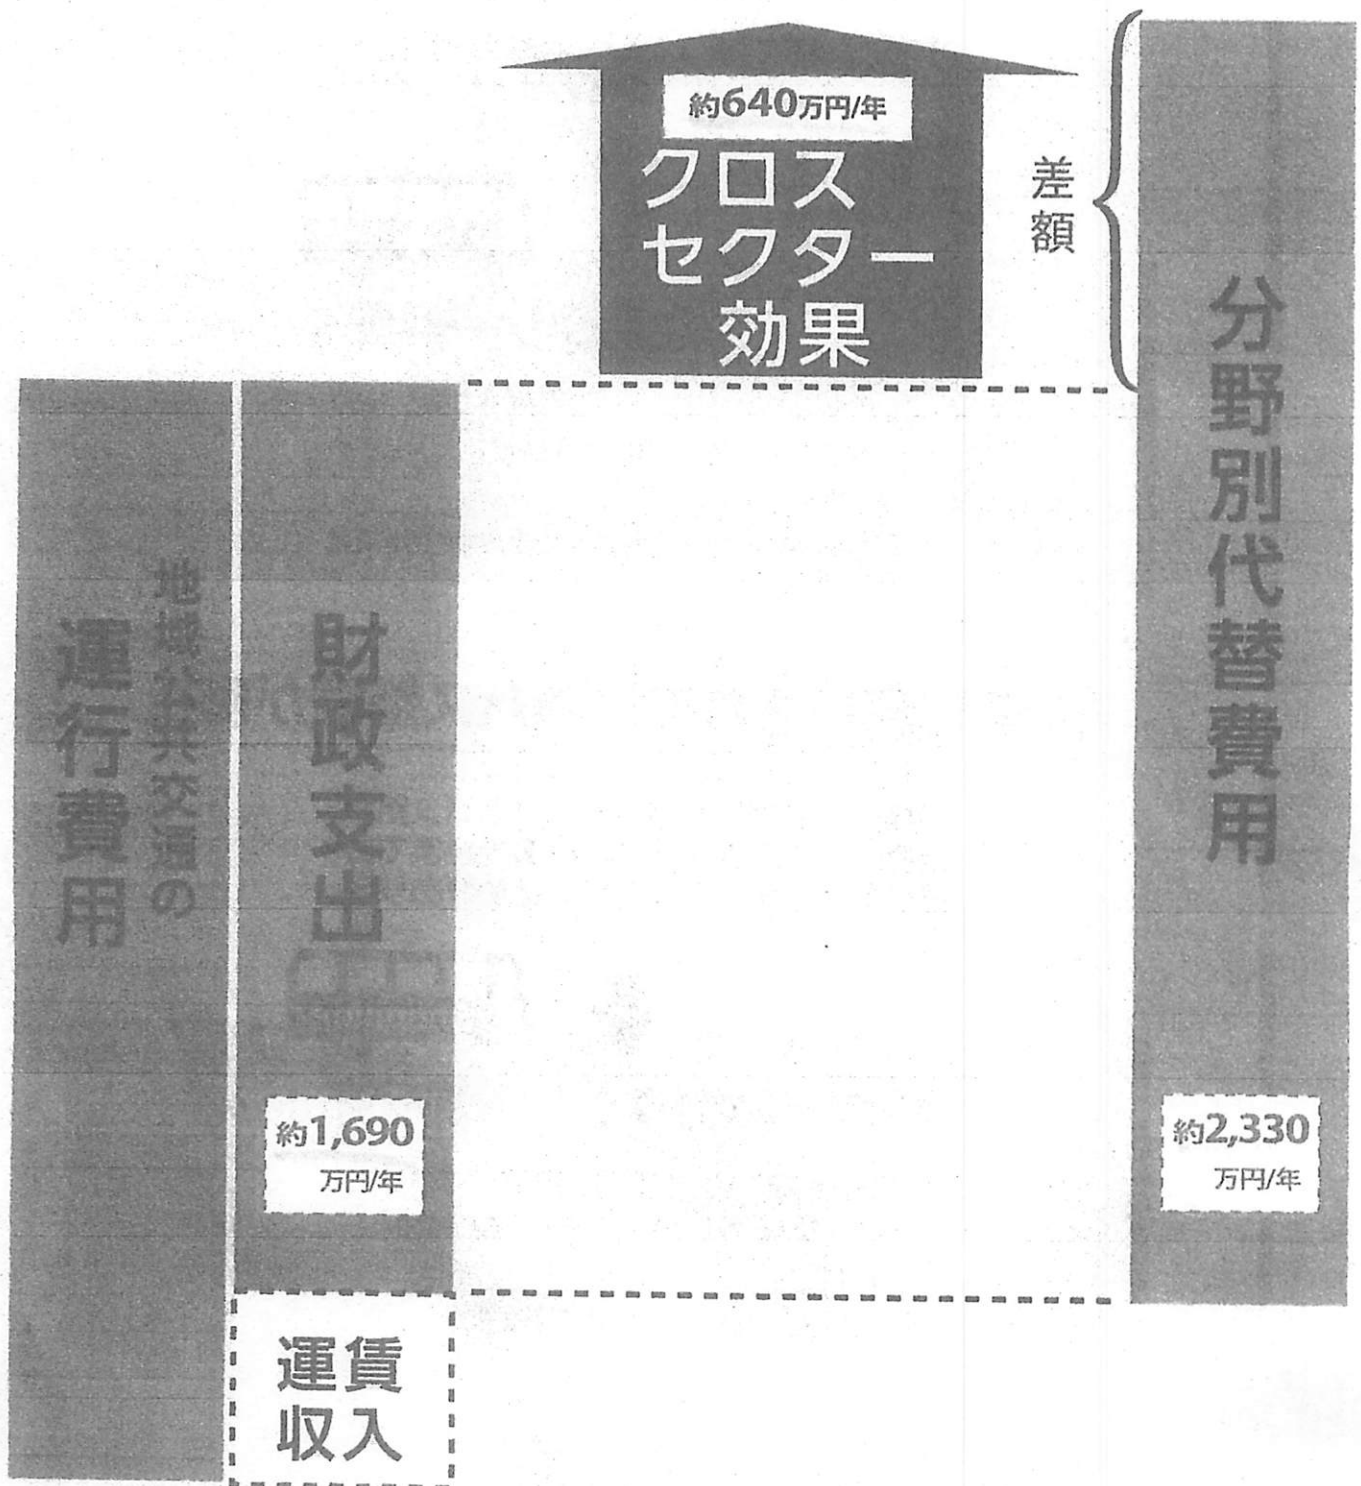 約640万円/年
クロス
セクター
効果
差額
分野別代替費用
地域公共交通の
運行費用
財政支出
約1,690
万円/年
約2,330
万円/年
運賃
収入